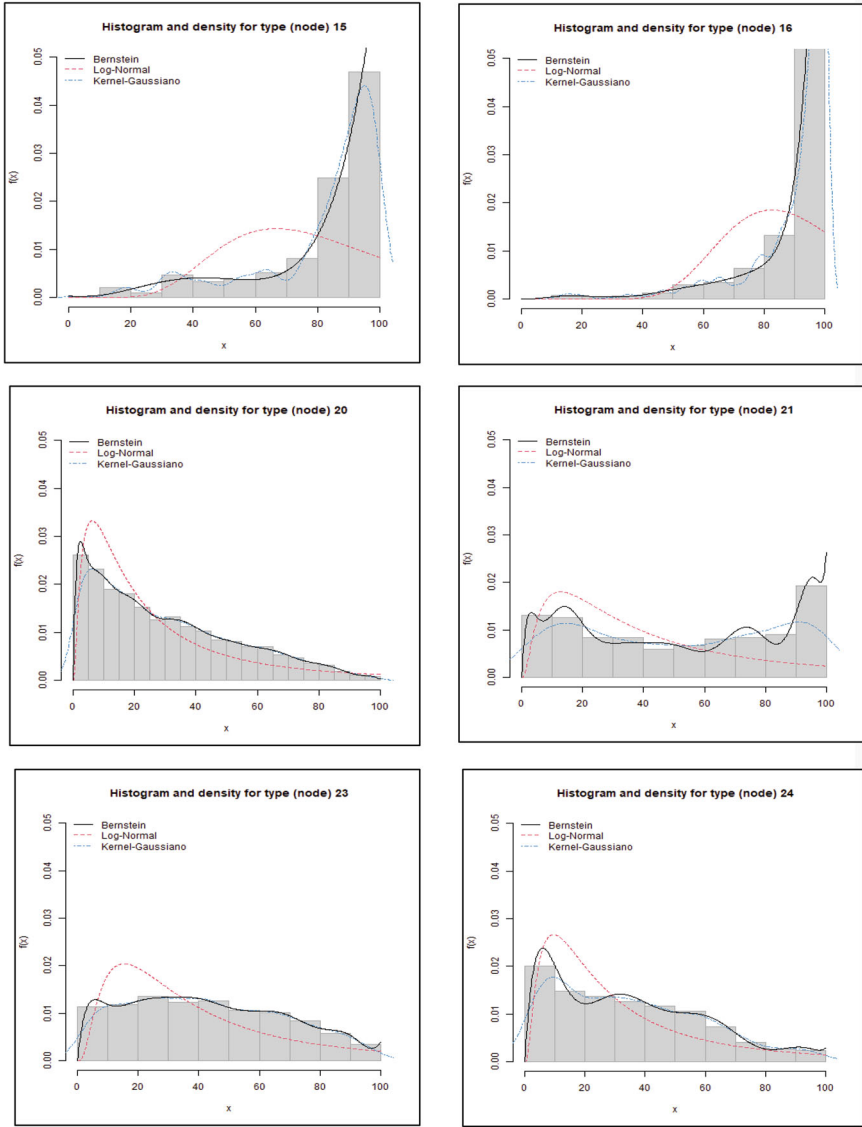 Histogram and density for type (node) 15
Bernstein
Log-Normal
Kernel-Gaussiano
f(x)
0.00
0.01
0.02
0.03
0.04
0.05
0 20 40 60 80 100
x
Histogram and density for type (node) 16
Bernstein
Log-Normal
Kernel-Gaussiano
f(x)
0.00
0.01
0.02
0.03
0.04
0.05
0 20 40 60 80 100
x
Histogram and density for type (node) 20
Bernstein
Log-Normal
Kernel-Gaussiano
f(x)
0.00
0.01
0.02
0.03
0.04
0.05
0 20 40 60 80 100
x
Histogram and density for type (node) 21
Bernstein
Log-Normal
Kernel-Gaussiano
f(x)
0.00
0.01
0.02
0.03
0.04
0.05
0 20 40 60 80 100
x
Histogram and density for type (node) 23
Bernstein
Log-Normal
Kernel-Gaussiano
f(x)
0.00
0.01
0.02
0.03
0.04
0.05
0 20 40 60 80 100
x
Histogram and density for type (node) 24
Bernstein
Log-Normal
Kernel-Gaussiano
f(x)
0.00
0.01
0.02
0.03
0.04
0.05
0 20 40 60 80 100
x